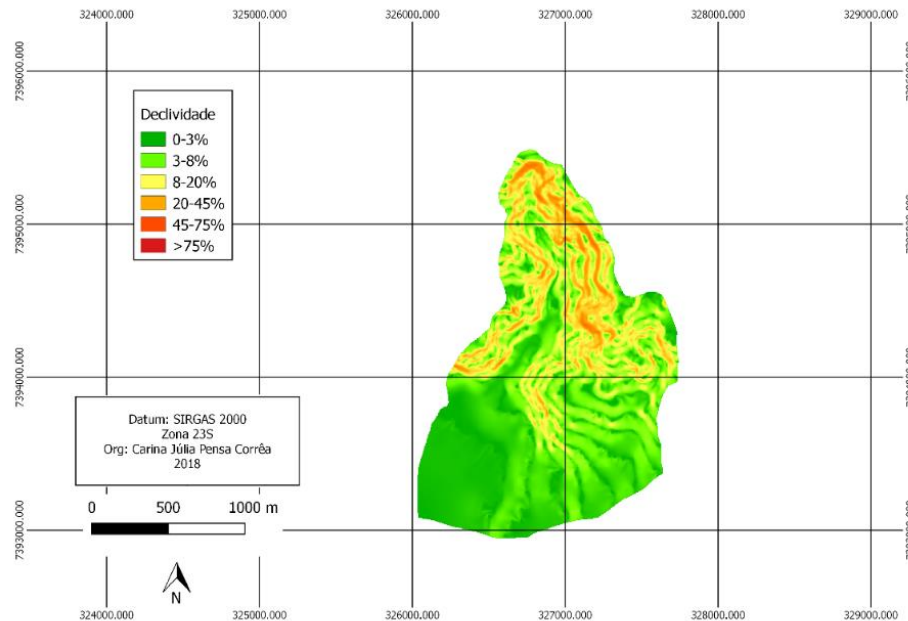 324000.000 325000.000 326000.000 327000.000 328000.000 329000.000
7396000.000
7395000.000
7394000.000
7393000.000
Declividade
0-3%
3-8%
8-20%
20-45%
45-75%
>75%
Datum: SIRGAS 2000
Zona 23S
Org: Carina Júlia Pensa Corrêa
2018
0 500 1000 m
N
324000.000 325000.000 326000.000 327000.000 328000.000 329000.000